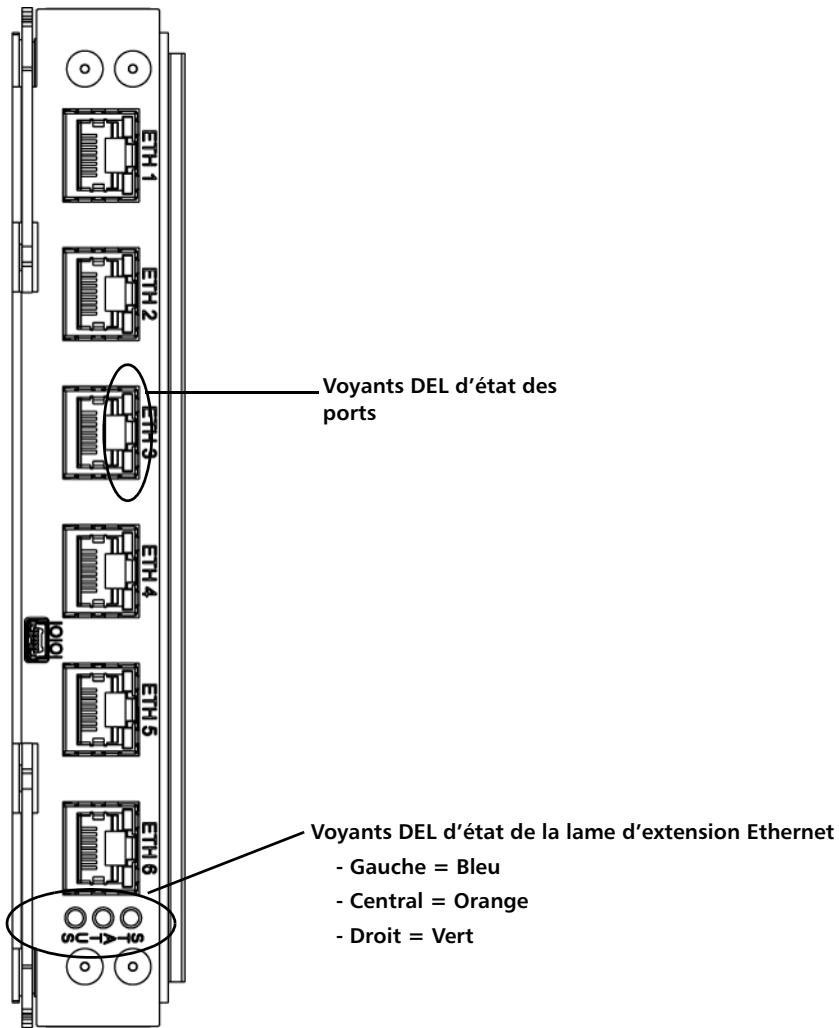 ETH 1
ETH 2
Voyants DEL d'état des
ports
ETH 3
ETH 4
IOIOI
ETH 5
Voyants DEL d'état de la lame d'extension Ethernet
ETH 6
- Gauche = Bleu
- Central = Orange
- Droit = Vert
STATUS